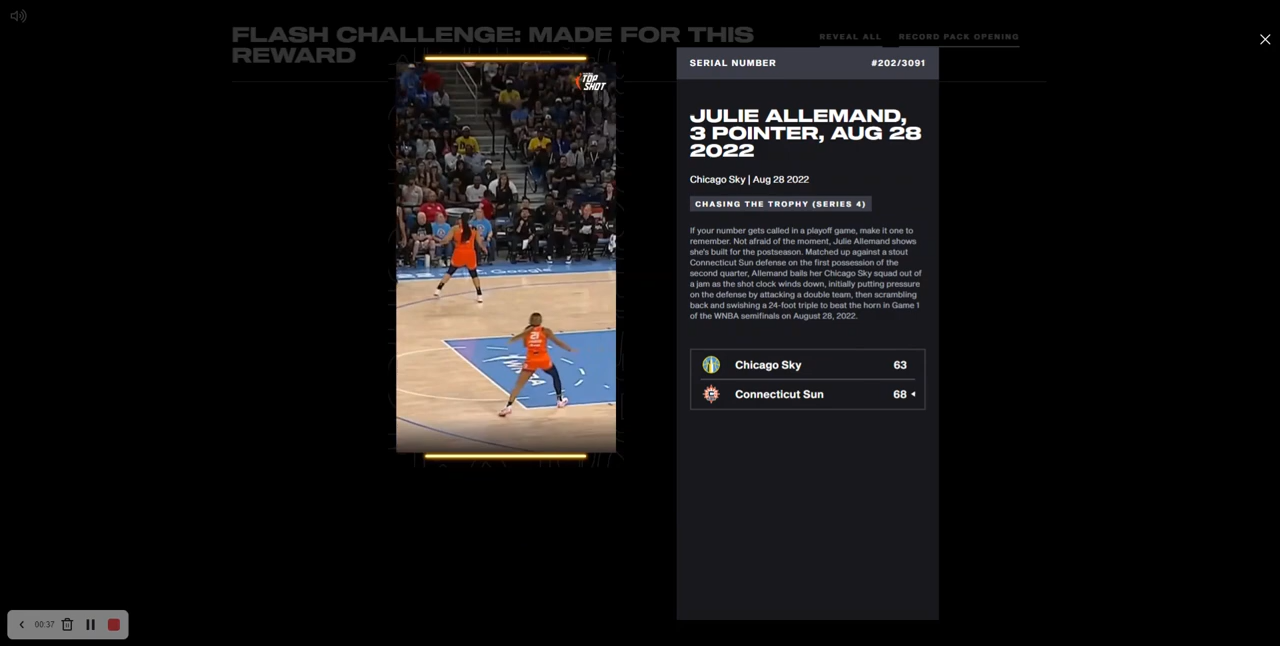 FLASH CHALLENGE: MADE FOR THIS
REWARD
REVEAL ALL
RECORD PACK OPENING
TOP
SHOT
Google
21
WNBA
SERIAL NUMBER #202/3091
JULIE ALLEMAND,
3 POINTER, AUG 28
2022
Chicago Sky | Aug 28 2022
CHASING THE TROPHY (SERIES 4)
If your number gets called in a playoff game, make it one to
remember. Not afraid of the moment, Julie Allemand shows
she's built for the postseason. Matched up against a stout
Connecticut Sun defense on the first possession of the
second quarter, Allemand bails her Chicago Sky squad out of
a jam as the shot clock winds down, initially putting pressure
on the defense by attacking a double team, then scrambling
back and swishing a 24-foot triple to beat the horn in Game 1
of the WNBA semifinals on August 28, 2022.
Chicago Sky 63
Connecticut Sun 68
00:37